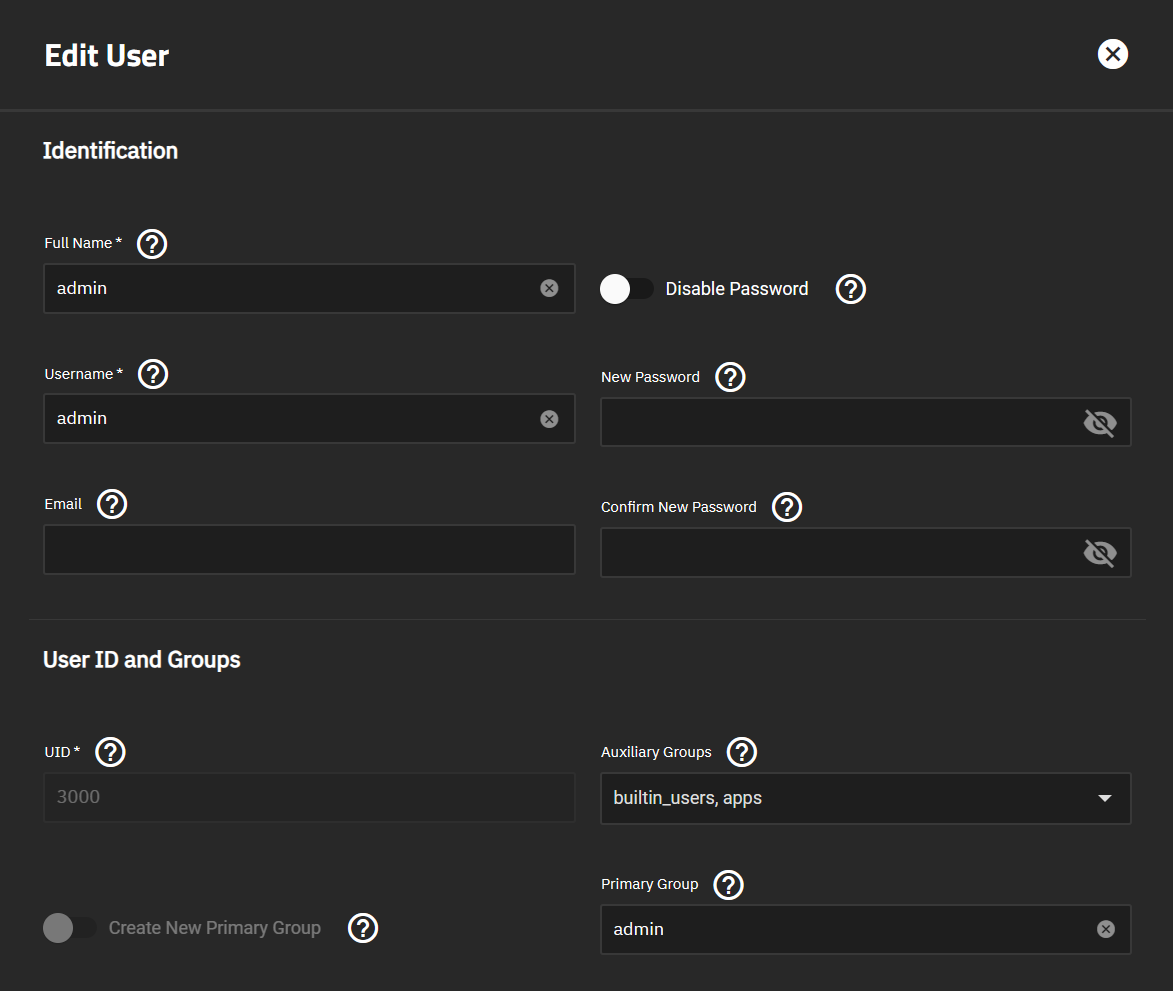 Edit User
Identification
Full Name *
admin
Disable Password
Username *
admin
New Password
Email
Confirm New Password
User ID and Groups
UID *
3000
Auxiliary Groups
builtin_users, apps
Create New Primary Group
Primary Group
admin